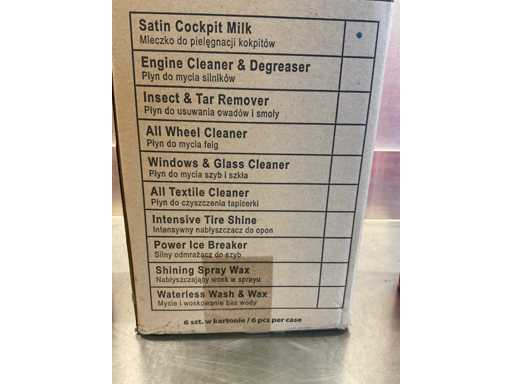 Satin Cockpit Milk
Mleczko do pielęgnacji kokpitów
Engine Cleaner & Degreaser
Płyn do mycia silników
Insect & Tar Remover
Płyn do usuwania owadów i smoły
All Wheel Cleaner
Płyn do mycia felg
Windows & Glass Cleaner
Płyn do mycia szyb i szkła
All Textile Cleaner
Płyn do czyszczenia tapicerki
Intensive Tire Shine
Intensywny nabłyszczacz do opon
Power Ice Breaker
Silny odmrażacz do szyb
Shining Spray Wax
Nabłyszczający wosk w sprayu
Waterless Wash & Wax
Mycie i woskowanie bez wody
6 szt. w kartonie / 6 pcs per case